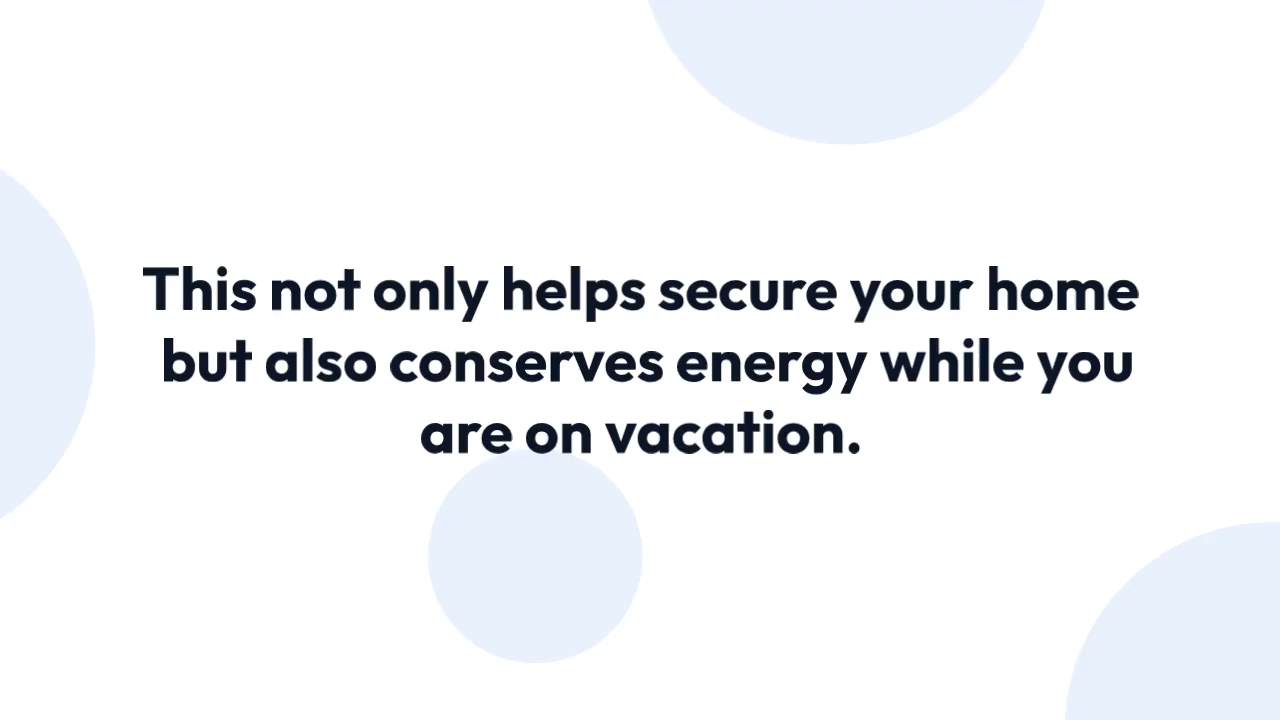 This not only helps secure your home
but also conserves energy while you
are on vacation.